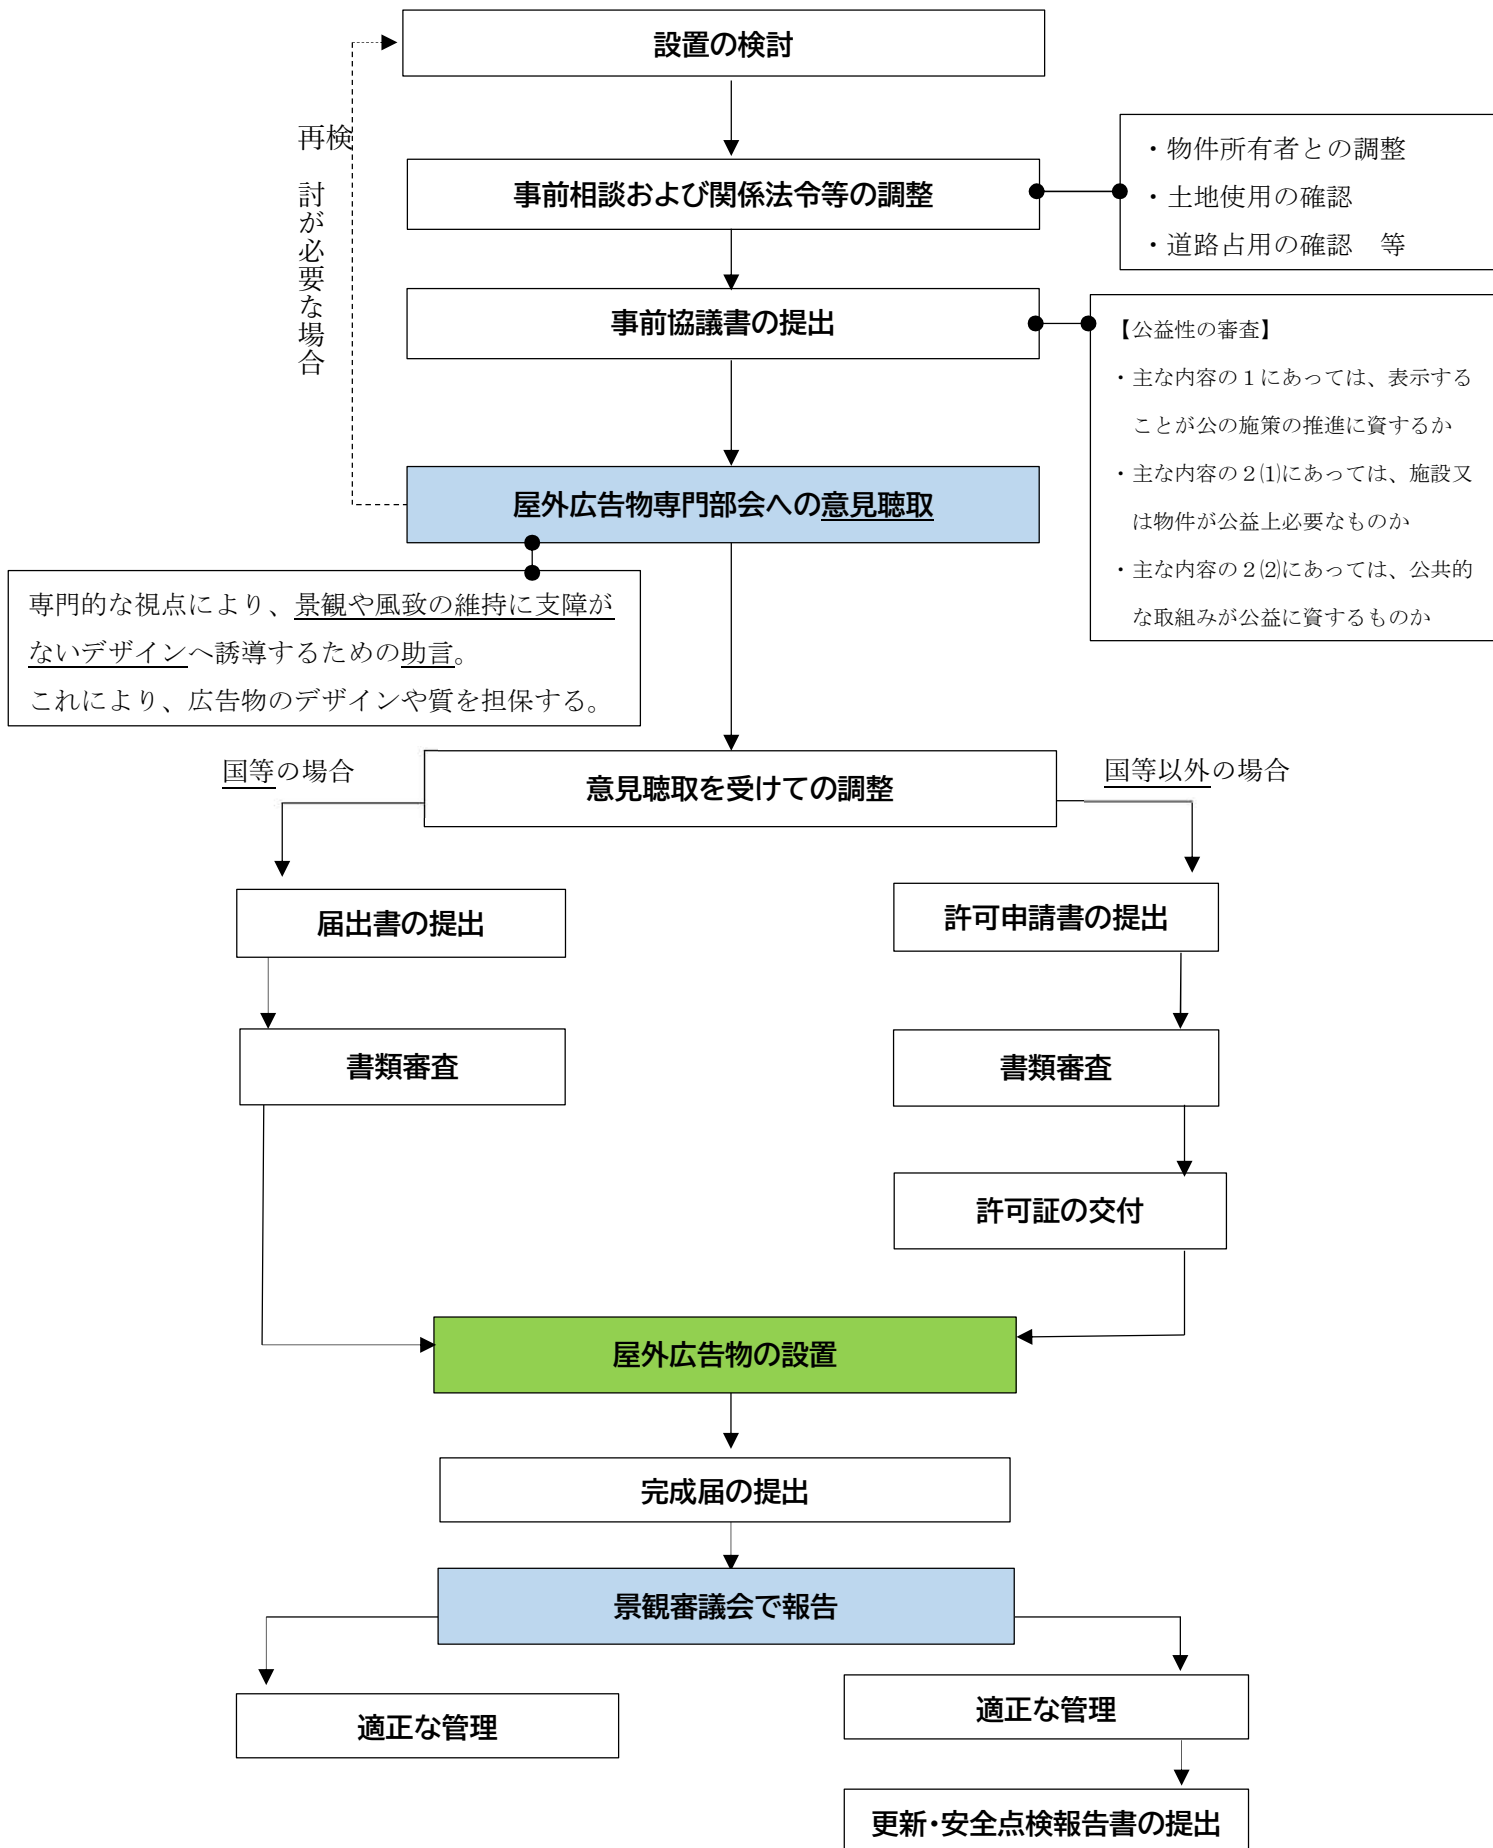 設置の検討
再検
討が必要な場合
事前相談および関係法令等の調整
・物件所有者との調整
・土地使用の確認
・道路占用の確認　等
事前協議書の提出
【公益性の審査】
・主な内容の１にあっては、表示する
ことが公の施策の推進に資するか
・主な内容の２⑴にあっては、施設又
は物件が公益上必要なものか
・主な内容の２⑵にあっては、公共的
な取組みが公益に資するものか
屋外広告物専門部会への意見聴取
専門的な視点により、景観や風致の維持に支障が
ないデザインへ誘導するための助言。
これにより、広告物のデザインや質を担保する。
意見聴取を受けての調整
国等の場合
国等以外の場合
届出書の提出
許可申請書の提出
書類審査
書類審査
許可証の交付
屋外広告物の設置
完成届の提出
景観審議会で報告
適正な管理
適正な管理
更新・安全点検報告書の提出